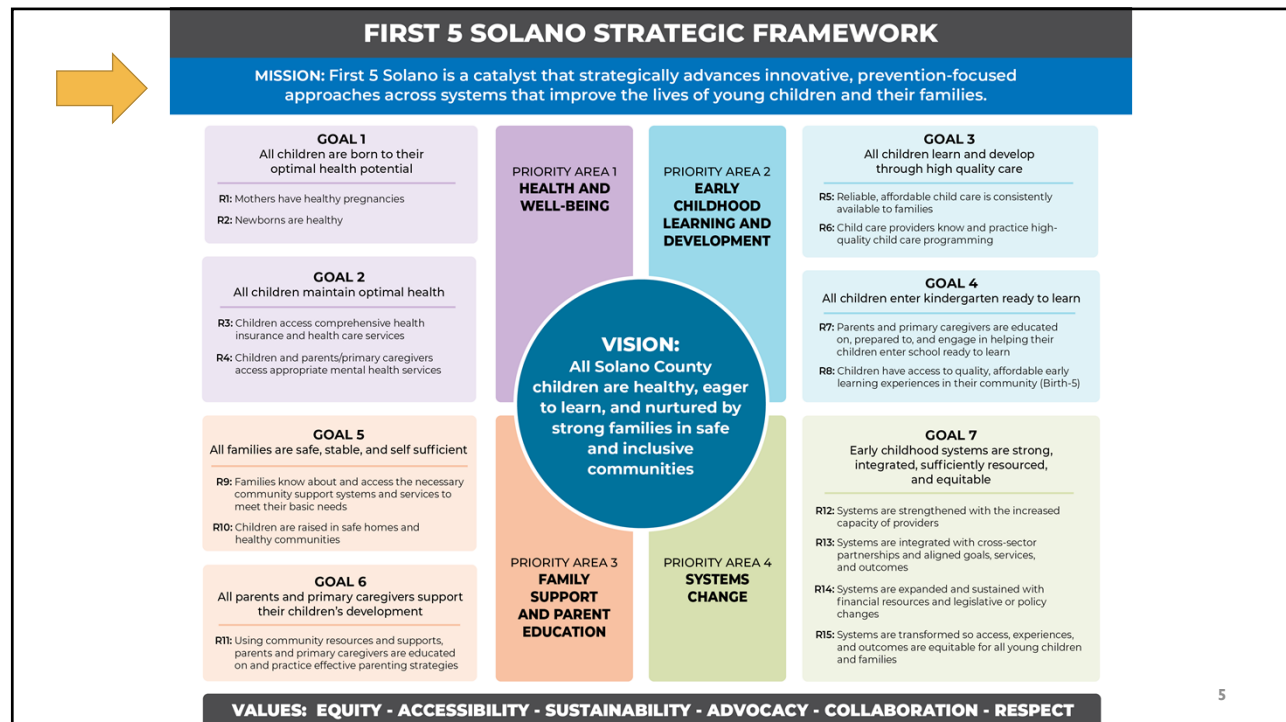 FIRST 5 SOLANO STRATEGIC FRAMEWORK
MISSION: First 5 Solano is a catalyst that strategically advances innovative, prevention-focused
approaches across systems that improve the lives of young children and their families.
GOAL 1
All children are born to their
optimal health potential
R1: Mothers have healthy pregnancies
R2: Newborns are healthy
GOAL 2
All children maintain optimal health
R3: Children access comprehensive health
insurance and health care services
R4: Children and parents/primary caregivers
access appropriate mental health services
PRIORITY AREA 1
HEALTH AND
WELL-BEING
PRIORITY AREA 2
EARLY
CHILDHOOD
LEARNING AND
DEVELOPMENT
GOAL 3
All children learn and develop
through high quality care
R5: Reliable, affordable child care is consistently
available to families
R6: Child care providers know and practice high-
quality child care programming
GOAL 4
All children enter kindergarten ready to learn
R7: Parents and primary caregivers are educated
on, prepared to, and engage in helping their
children enter school ready to learn
R8: Children have access to quality, affordable early
learning experiences in their community (Birth-5)
VISION:
All Solano County
children are healthy, eager
to learn, and nurtured by
strong families in safe
and inclusive
communities
GOAL 5
All families are safe, stable, and self sufficient
R9: Families know about and access the necessary
community support systems and services to
meet their basic needs
R10: Children are raised in safe homes and
healthy communities
GOAL 6
All parents and primary caregivers support
their children's development
R11: Using community resources and supports,
parents and primary caregivers are educated
on and practice effective parenting strategies
PRIORITY AREA 3
FAMILY
SUPPORT
AND PARENT
EDUCATION
PRIORITY AREA 4
SYSTEMS
CHANGE
GOAL 7
Early childhood systems are strong,
integrated, sufficiently resourced,
and equitable
R12: Systems are strengthened with the increased
capacity of providers
R13: Systems are integrated with cross-sector
partnerships and aligned goals, services,
and outcomes
R14: Systems are expanded and sustained with
financial resources and legislative or policy
changes
R15: Systems are transformed so access, experiences,
and outcomes are equitable for all young children
and families
VALUES: EQUITY - ACCESSIBILITY - SUSTAINABILITY - ADVOCACY - COLLABORATION - RESPECT
5